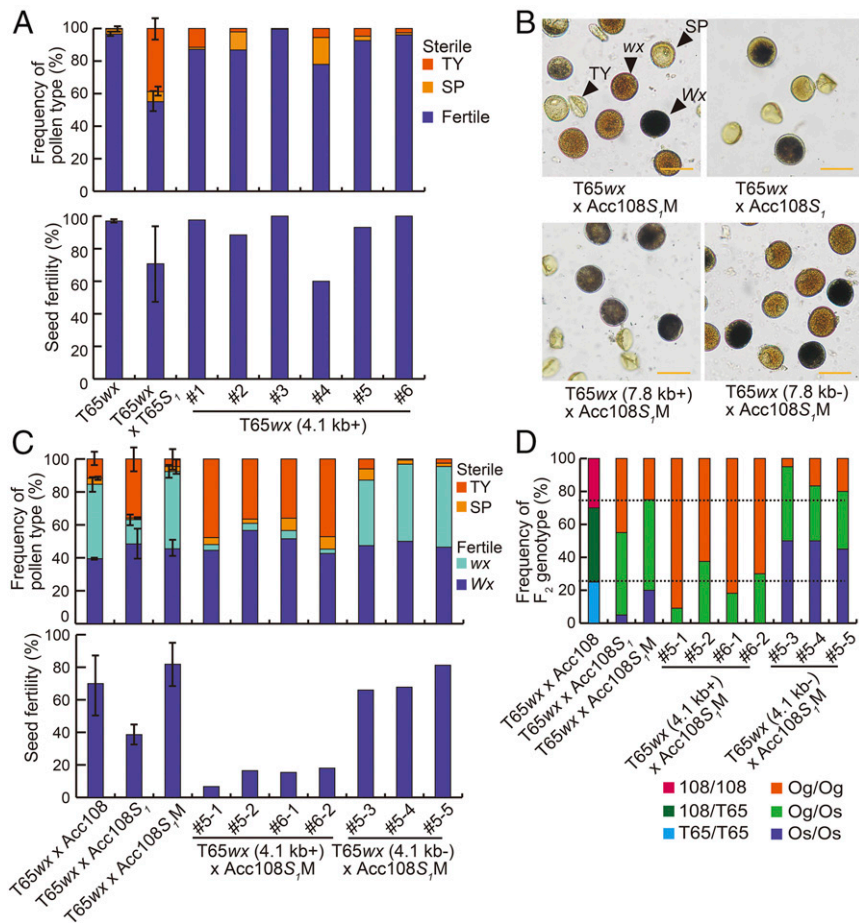 A
Frequency of
pollen type (%)
100
80
60
40
20
0
Sterile
TY
SP
Fertile
Seed fertility (%)
100
80
60
40
20
0
T65wx
T65wx
x T65S1
#1
#2
#3
#4
#5
#6
T65wx (4.1 kb+)
B
TY
wx
SP
Wx
T65wx
x Acc108S1M
T65wx
x Acc108S1
T65wx (7.8 kb+)
x Acc108S1M
T65wx (7.8 kb-)
x Acc108S1M
C
Frequency of
pollen type (%)
100
80
60
40
20
0
Sterile
TY
SP
Fertile
wx
Wx
Seed fertility (%)
100
80
60
40
20
0
T65wx x Acc108
T65wx x Acc108S1
T65wx x Acc108S1M
#5-1
#5-2
#6-1
#6-2
#5-3
#5-4
#5-5
T65wx (4.1 kb+)
x Acc108S1M
T65wx (4.1 kb-)
x Acc108S1M
D
Frequency of
F2 genotype (%)
100
80
60
40
20
0
T65wx x Acc108
T65wx x Acc108S1
T65wx x Acc108S1M
#5-1
#5-2
#6-1
#6-2
#5-3
#5-4
#5-5
T65wx (4.1 kb+)
x Acc108S1M
T65wx (4.1 kb-)
x Acc108S1M
108/108
108/T65
T65/T65
Og/Og
Og/Os
Os/Os